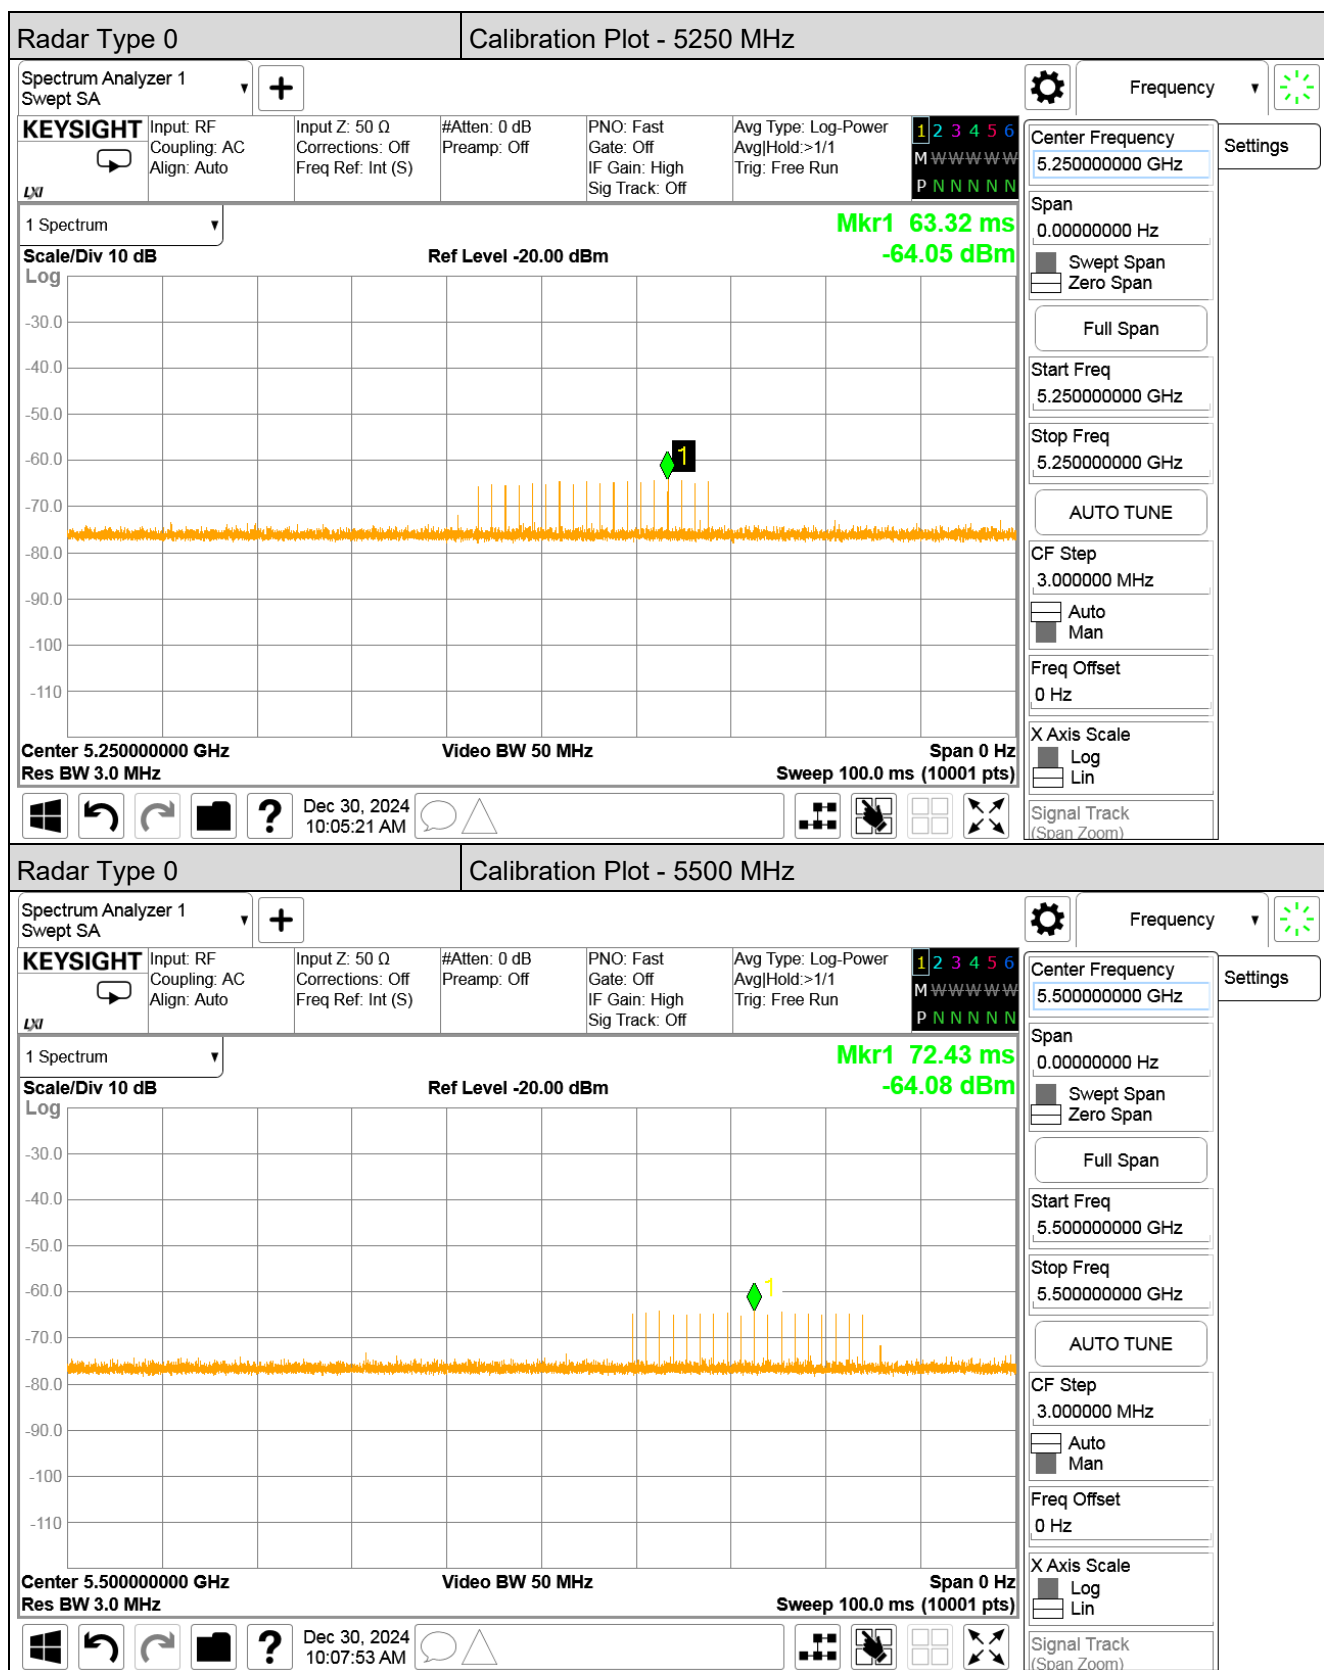 Radar Type 0
Calibration Plot - 5250 MHz
Spectrum Analyzer 1
Swept SA
Frequency
KEYSIGHT
LXI
Input: RF
Coupling: AC
Align: Auto
Input Z: 50 Ω
Corrections: Off
Freq Ref: Int (S)
#Atten: 0 dB
Preamp: Off
PNO: Fast
Gate: Off
IF Gain: High
Sig Track: Off
Avg Type: Log-Power
Avg|Hold:>1/1
Trig: Free Run
1 2 3 4 5 6
M W W W W W W
P N N N N N
Settings
Center Frequency
5.250000000 GHz
Span
0.00000000 Hz
Swept Span
Zero Span
Full Span
Start Freq
5.250000000 GHz
Stop Freq
5.250000000 GHz
AUTO TUNE
CF Step
3.000000 MHz
Auto
Man
Freq Offset
0 Hz
X Axis Scale
Log
Lin
Signal Track
(Span Zoom)
1 Spectrum
Mkr1 63.32 ms
-64.05 dBm
Scale/Div 10 dB
Ref Level -20.00 dBm
Log
-30.0
-40.0
-50.0
-60.0
-70.0
-80.0
-90.0
-100
-110
1
Center 5.250000000 GHz
Video BW 50 MHz
Span 0 Hz
Res BW 3.0 MHz
Sweep 100.0 ms (10001 pts)
Dec 30, 2024
10:05:21 AM
Radar Type 0
Calibration Plot - 5500 MHz
Spectrum Analyzer 1
Swept SA
Frequency
KEYSIGHT
LXI
Input: RF
Coupling: AC
Align: Auto
Input Z: 50 Ω
Corrections: Off
Freq Ref: Int (S)
#Atten: 0 dB
Preamp: Off
PNO: Fast
Gate: Off
IF Gain: High
Sig Track: Off
Avg Type: Log-Power
Avg|Hold:>1/1
Trig: Free Run
1 2 3 4 5 6
M W W W W W W
P N N N N N
Settings
Center Frequency
5.500000000 GHz
Span
0.00000000 Hz
Swept Span
Zero Span
Full Span
Start Freq
5.500000000 GHz
Stop Freq
5.500000000 GHz
AUTO TUNE
CF Step
3.000000 MHz
Auto
Man
Freq Offset
0 Hz
X Axis Scale
Log
Lin
Signal Track
(Span Zoom)
1 Spectrum
Mkr1 72.43 ms
-64.08 dBm
Scale/Div 10 dB
Ref Level -20.00 dBm
Log
-30.0
-40.0
-50.0
-60.0
-70.0
-80.0
-90.0
-100
-110
1
Center 5.500000000 GHz
Video BW 50 MHz
Span 0 Hz
Res BW 3.0 MHz
Sweep 100.0 ms (10001 pts)
Dec 30, 2024
10:07:53 AM